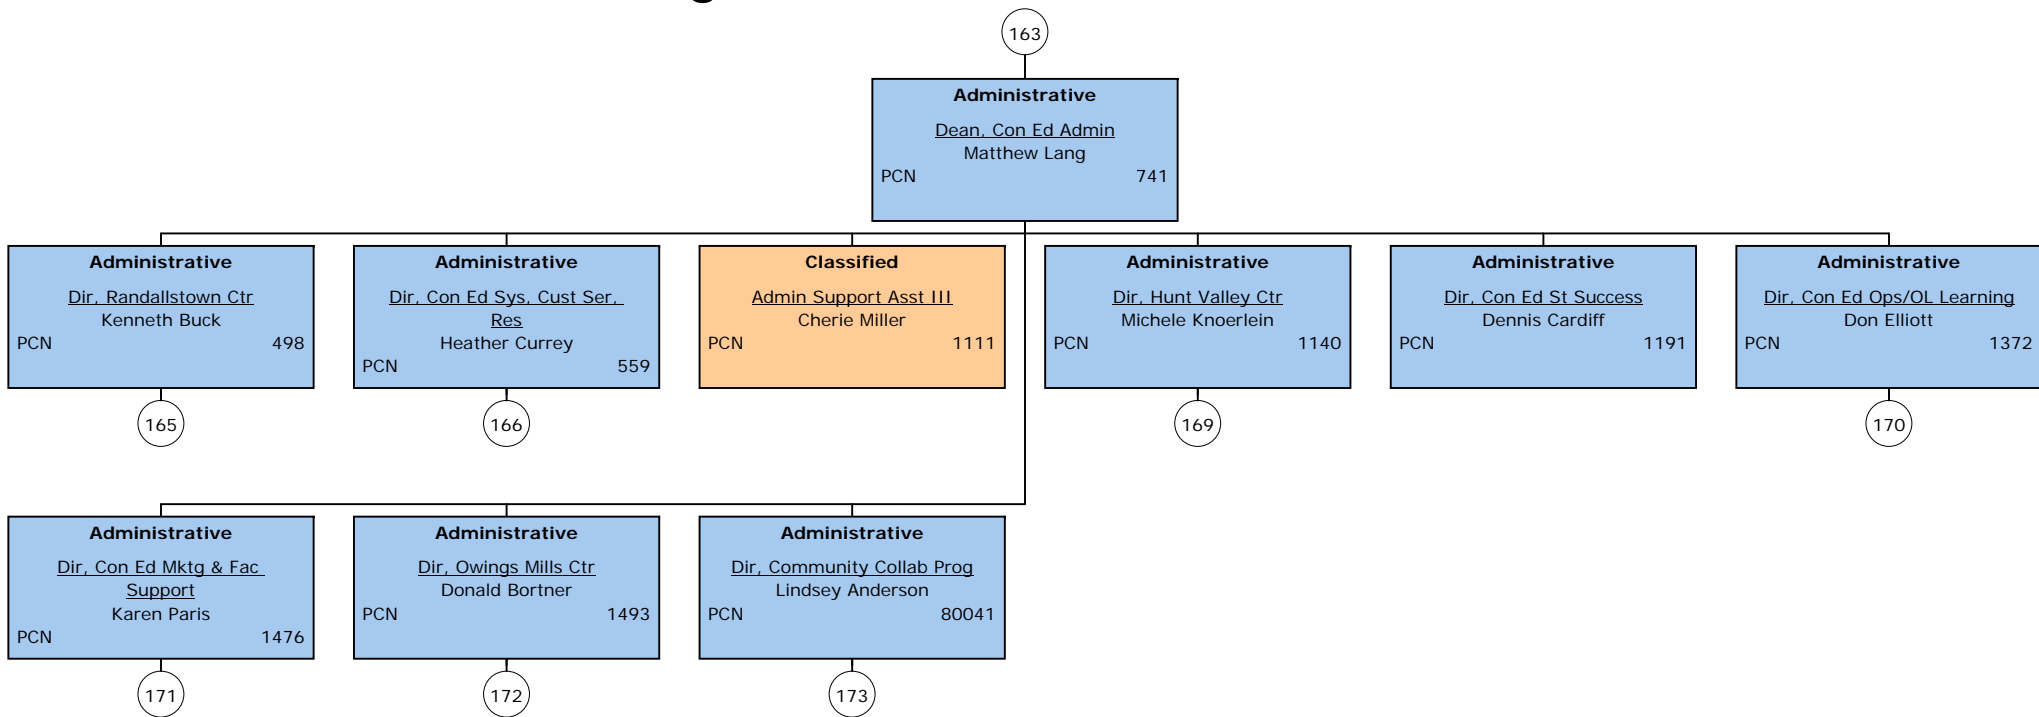 163
Administrative
Dean, Con Ed Admin
Matthew Lang
PCN 741
Administrative
Dir, Randallstown Ctr
Kenneth Buck
PCN 498
165
Administrative
Dir, Con Ed Sys, Cust Ser,
Res
Heather Currey
PCN 559
166
Classified
Admin Support Asst III
Cherie Miller
PCN 1111
Administrative
Dir, Hunt Valley Ctr
Michele Knoerlein
PCN 1140
169
Administrative
Dir, Con Ed St Success
Dennis Cardiff
PCN 1191
Administrative
Dir, Con Ed Ops/OL Learning
Don Elliott
PCN 1372
170
Administrative
Dir, Con Ed Mktg & Fac
Support
Karen Paris
PCN 1476
171
Administrative
Dir, Owings Mills Ctr
Donald Bortner
PCN 1493
172
Administrative
Dir, Community Collab Prog
Lindsey Anderson
PCN 80041
173